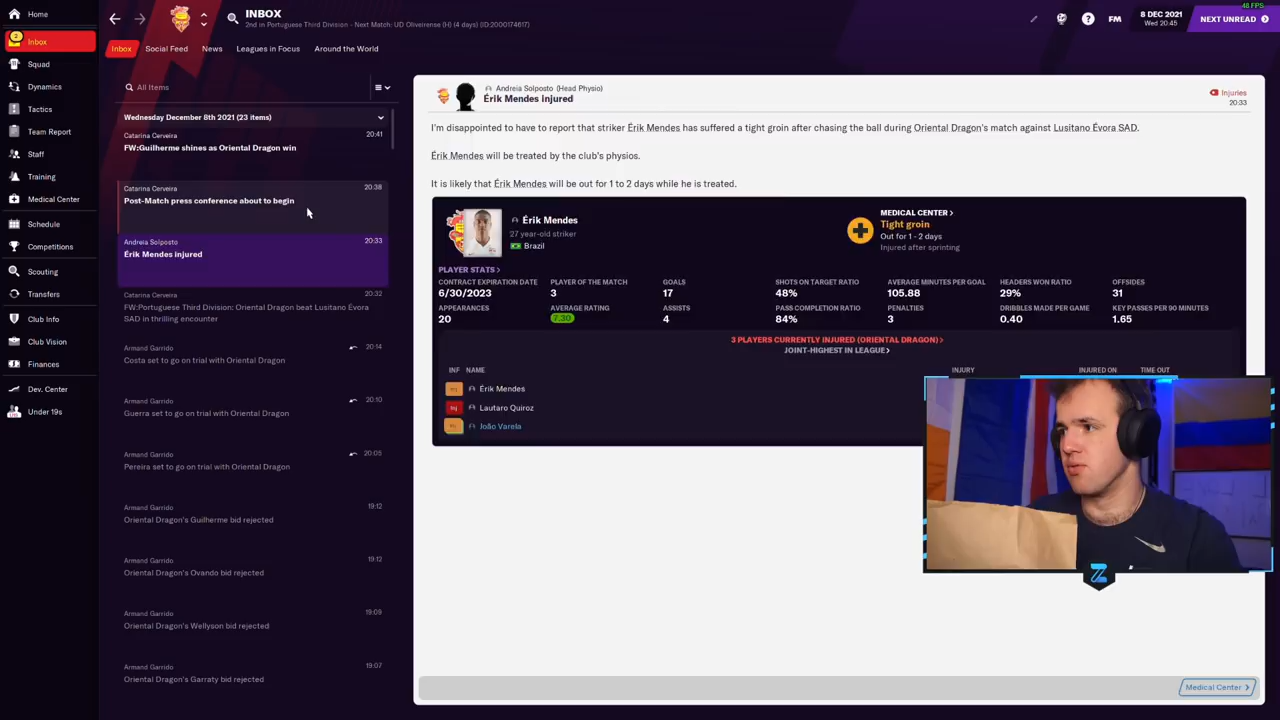 48 FPS
Home
2
Inbox
Squad
Dynamics
Tactics
Team Report
Staff
Training
Medical Center
Schedule
Competitions
Scouting
Transfers
Club Info
Club Vision
Finances
Dev. Center
Under 19s
INBOX
2nd in Portuguese Third Division - Next Match: UD Oliveirense (H) (4 days) (ID:2000174617)
FM
8 DEC 2021
Wed 20:45
NEXT UNREAD
Inbox
Social Feed
News
Leagues in Focus
Around the World
All Items
Wednesday December 8th 2021 (23 items)
Catarina Cerveira 20:41
FW:Guilherme shines as Oriental Dragon win
Catarina Cerveira 20:38
Post-Match press conference about to begin
Andreia Solposto 20:33
Érik Mendes injured
Catarina Cerveira 20:32
FW:Portuguese Third Division: Oriental Dragon beat Lusitano Évora
SAD in thrilling encounter
Armand Garrido 20:14
Costa set to go on trial with Oriental Dragon
Armand Garrido 20:10
Guerra set to go on trial with Oriental Dragon
Armand Garrido 20:05
Pereira set to go on trial with Oriental Dragon
Armand Garrido 19:12
Oriental Dragon's Guilherme bid rejected
Armand Garrido 19:12
Oriental Dragon's Ovando bid rejected
Armand Garrido 19:09
Oriental Dragon's Wellyson bid rejected
Armand Garrido 19:07
Oriental Dragon's Garraty bid rejected
Andreia Solposto (Head Physio)
Érik Mendes injured
Injuries
20:33
I'm disappointed to have to report that striker Érik Mendes has suffered a tight groin after chasing the ball during Oriental Dragon's match against Lusitano Évora SAD.
Érik Mendes will be treated by the club's physios.
It is likely that Érik Mendes will be out for 1 to 2 days while he is treated.
Érik Mendes
27 year-old striker
Brazil
MEDICAL CENTER >
Tight groin
Out for 1 - 2 days
Injured after sprinting
PLAYER STATS >
CONTRACT EXPIRATION DATE PLAYER OF THE MATCH GOALS SHOTS ON TARGET RATIO AVERAGE MINUTES PER GOAL HEADERS WON RATIO OFFSIDES
6/30/2023 3 17 48% 105.88 29% 31
APPEARANCES AVERAGE RATING ASSISTS PASS COMPLETION RATIO PENALTIES DRIBBLES MADE PER GAME KEY PASSES PER 90 MINUTES
20 7.30 4 84% 3 0.40 1.65
3 PLAYERS CURRENTLY INJURED (ORIENTAL DRAGON) >
JOINT-HIGHEST IN LEAGUE >
INF NAME INJURY INJURED ON TIME OUT
Érik Mendes
Inj Lautaro Quiroz
João Varela
Medical Center >